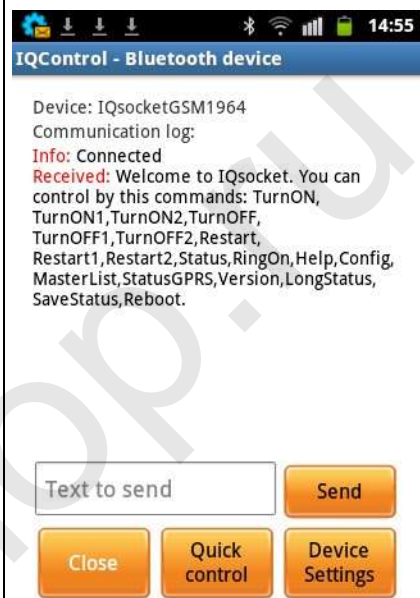 14:55
IQControl - Bluetooth device
Device: IQsocketGSM1964
Communication log:
Info: Connected
Received: Welcome to IQsocket. You can
control by this commands: TurnON,
TurnON1,TurnON2,TurnOFF,
TurnOFF1,TurnOFF2,Restart,
Restart1,Restart2,Status,RingOn,Help,Config,
MasterList,StatusGPRS,Version,LongStatus,
SaveStatus,Reboot.
Text to send
Send
Close
Quick
control
Device
Settings
op.ru